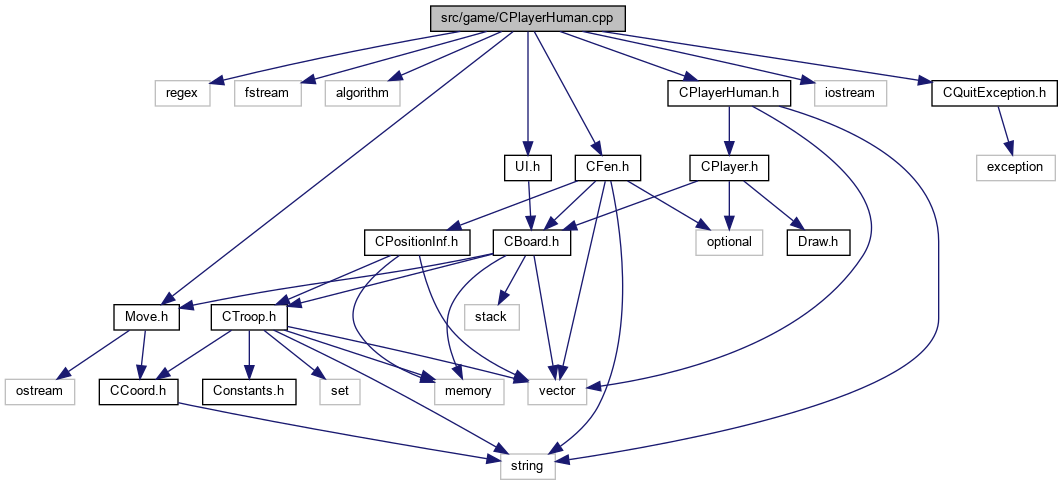 src/game/CPlayerHuman.cpp
regex
fstream
algorithm
CPlayerHuman.h
iostream
CQuitException.h
UI.h
CFen.h
CPlayer.h
exception
CPositionInf.h
CBoard.h
optional
Draw.h
Move.h
CTroop.h
stack
ostream
CCoord.h
Constants.h
set
memory
vector
string